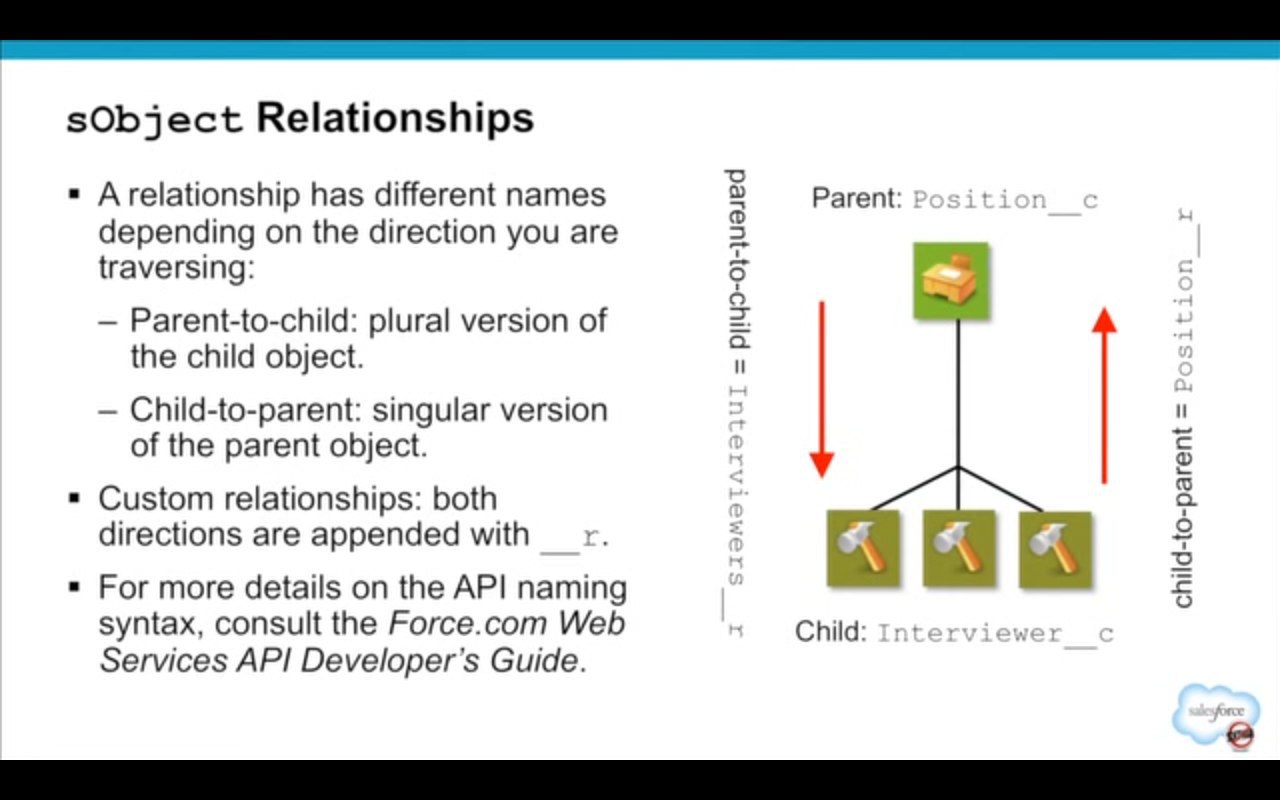 sObject Relationships
▪ A relationship has different names
depending on the direction you are
traversing:
– Parent-to-child: plural version of
the child object.
– Child-to-parent: singular version
of the parent object.
▪ Custom relationships: both
directions are appended with __r.
▪ For more details on the API naming
syntax, consult the Force.com Web
Services API Developer's Guide.
parent-to-child = Interviewers__r
Parent: Position__c
child-to-parent = Position__r
Child: Interviewer__c
salesforce